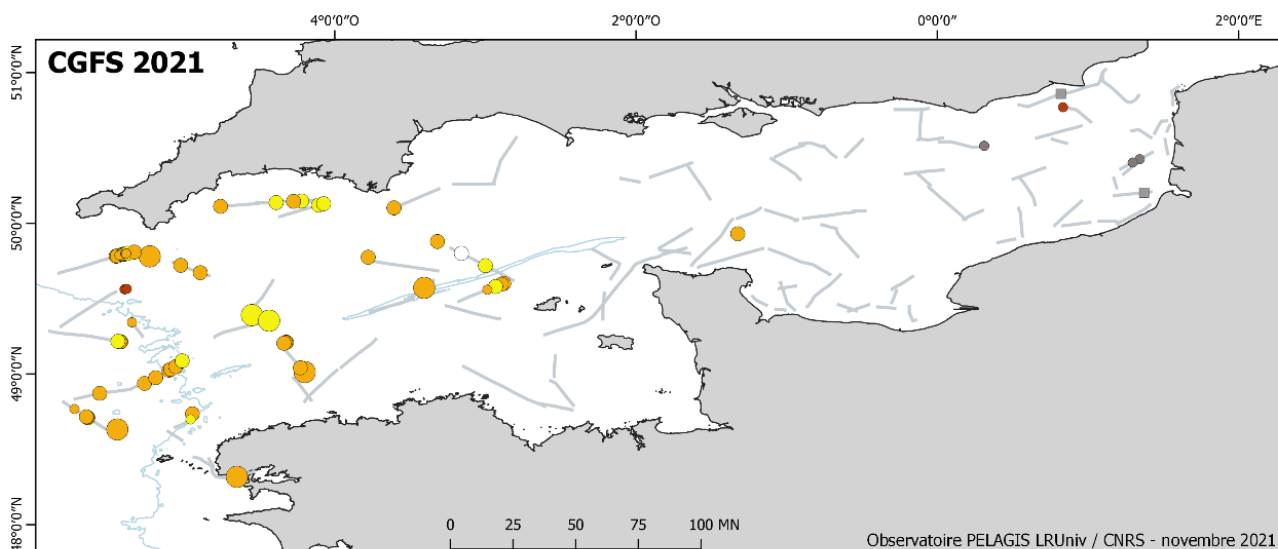 4°0'0"O 2°0'0"O 0°0'0" 2°0'0"E
CGFS 2021
51°0'0"N
50°0'0"N
49°0'0"N
48°0'0"N
0 25 50 75 100 MN
Observatoire PELAGIS LRUniv / CNRS - novembre 2021